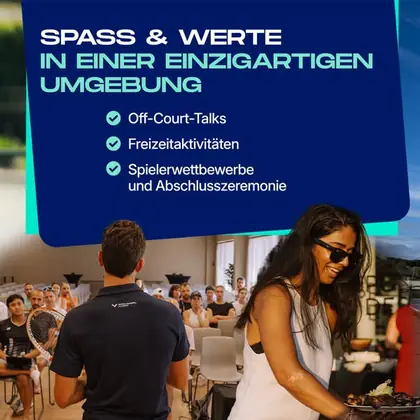 SPASS & WERTE
IN EINER EINZIGARTIGEN
UMGEBUNG
Off-Court-Talks
Freizeitaktivitäten
Spielerwettbewerbe
und Abschlusszeremonie